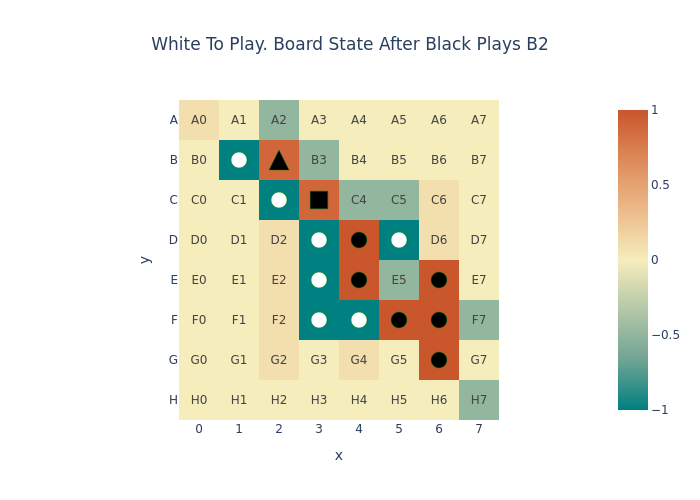 White To Play. Board State After Black Plays B2
A A0 A1 A2 A3 A4 A5 A6 A7
B B0 B3 B4 B5 B6 B7
C C0 C1 C4 C5 C6 C7
D D0 D1 D2 D6 D7
E E0 E1 E2 E5 E7
F F0 F1 F2 F7
G G0 G1 G2 G3 G4 G5 G7
H H0 H1 H2 H3 H4 H5 H6 H7
0 1 2 3 4 5 6 7
x
y
1
0.5
0
−0.5
−1